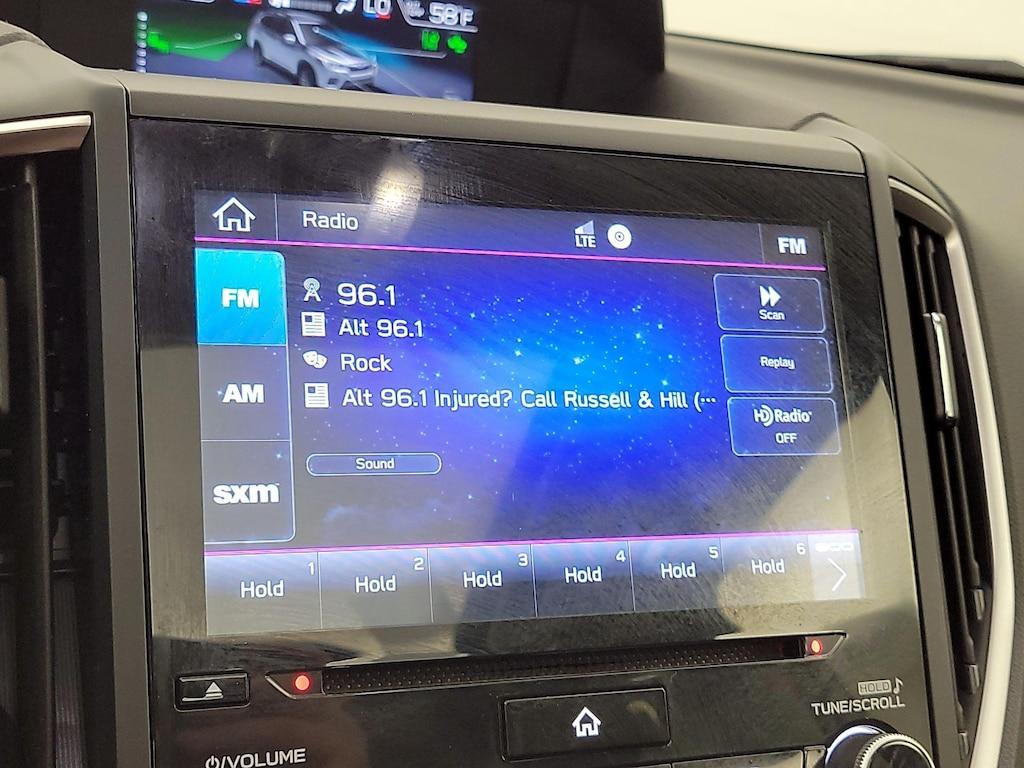 LO 58°F
Radio
LTE
FM
FM
AM
sxm
96.1
Alt 96.1
Rock
Alt 96.1 Injured? Call Russell & Hill (...
Sound
Scan
Replay
HD Radio
OFF
1 2 3 4 5 6
Hold Hold Hold Hold Hold Hold
HOLD
TUNE/SCROLL
/VOLUME